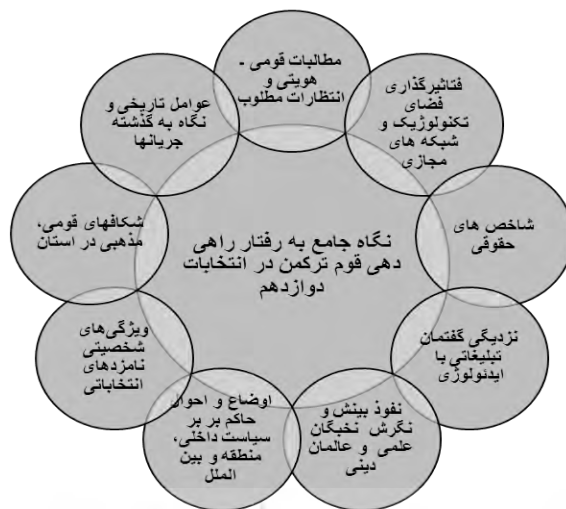 مطالبات قومی -
هویتی و
انتظارات مطلوب
فتاثیرگذاری
فضای
تکنولوژیک و
شبکه های
مجازی
شاخص های
حقوقی
نزدیکی گفتمان
تبلیغاتی با
ایدئولوژی
نفوذ بینش و
نگرش نخبگان
علمی و عالمان
دینی
اوضاع و احوال
حاکم بر بر
سیاست داخلی،
منطقه و بین
الملل
ویژگی‌های
شخصیتی
نامزدهای
انتخاباتی
شکافهای قومی،
مذهبی در استان
عوامل تاریخی و
نگاه به گذشته
جریانها
نگاه جامع به رفتار راهی
دهی قوم ترکمن در انتخابات
دوازدهم